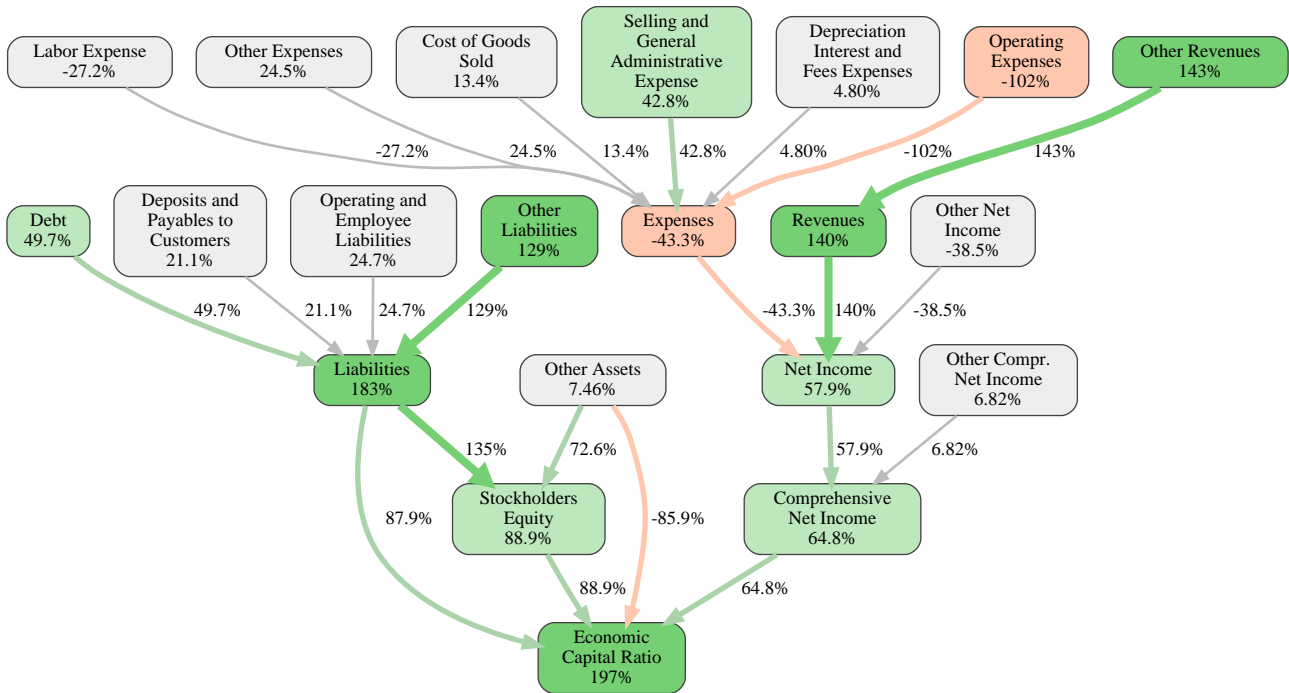 Labor Expense
-27.2%
Other Expenses
24.5%
Cost of Goods
Sold
13.4%
Selling and
General
Administrative
Expense
42.8%
Depreciation
Interest and
Fees Expenses
4.80%
Operating
Expenses
-102%
Other Revenues
143%
-27.2%
24.5%
13.4%
42.8%
4.80%
-102%
143%
Debt
49.7%
Deposits and
Payables to
Customers
21.1%
Operating and
Employee
Liabilities
24.7%
Other
Liabilities
129%
Expenses
-43.3%
Revenues
140%
Other Net
Income
-38.5%
49.7%
21.1%
24.7%
129%
-43.3%
140%
-38.5%
Liabilities
183%
Other Assets
7.46%
Net Income
57.9%
Other Compr.
Net Income
6.82%
135%
72.6%
57.9%
6.82%
Stockholders
Equity
88.9%
Comprehensive
Net Income
64.8%
87.9%
-85.9%
88.9%
64.8%
Economic
Capital Ratio
197%